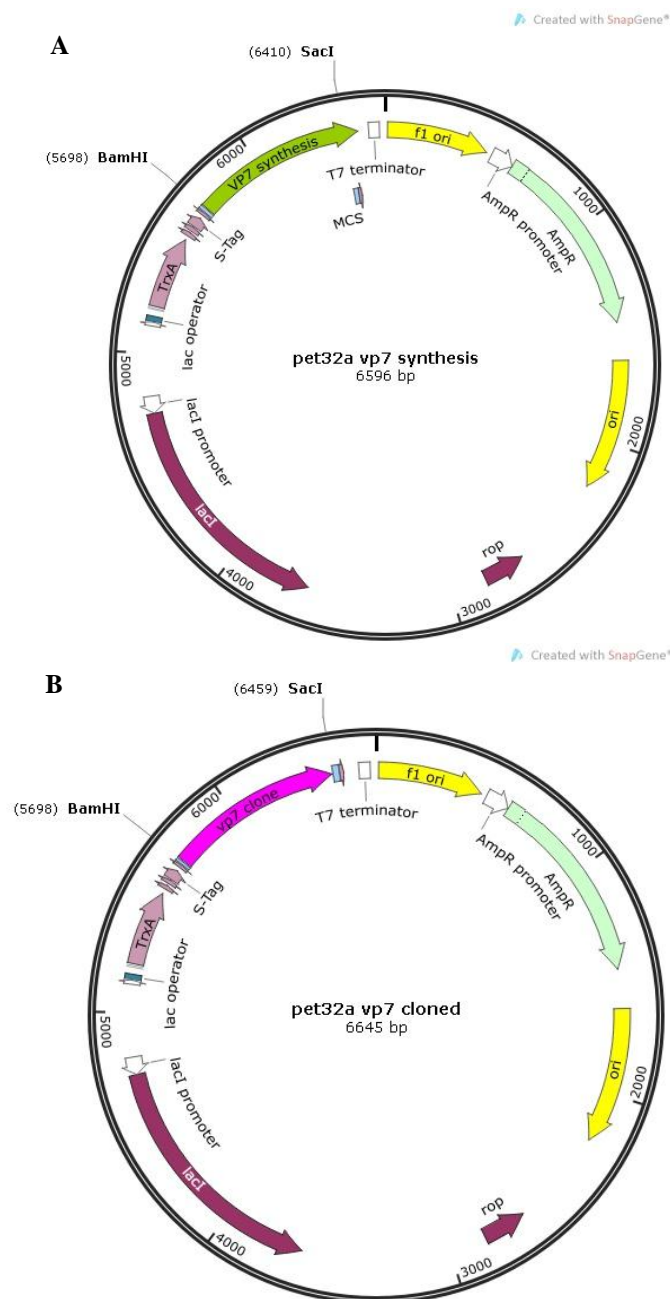 Created with SnapGene®
A
(6410) SacI
(5698) BamHI
6000
VP7 synthesis
f1 ori
T7 terminator
MCS
AmpR promoter
1000
AmpR
S-Tag
TrxA
lac operator
5000
pet32a vp7 synthesis
6596 bp
lacI promoter
lacI
ori
2000
4000
rop
3000
Created with SnapGene®
B
(6459) SacI
(5698) BamHI
6000
vp7 clone
f1 ori
T7 terminator
AmpR promoter
1000
AmpR
S-Tag
TrxA
lac operator
5000
pet32a vp7 cloned
6645 bp
lacI promoter
lacI
ori
2000
4000
rop
3000